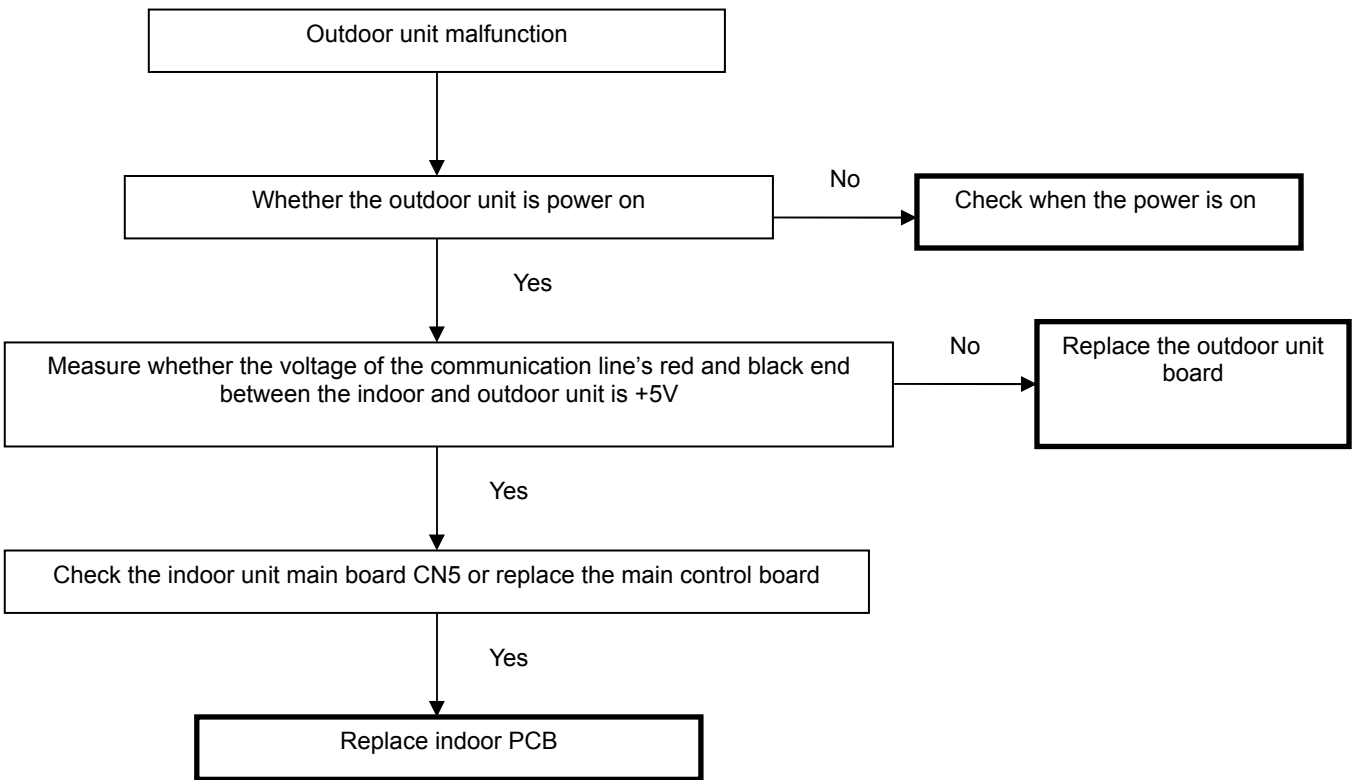 Outdoor unit malfunction
Whether the outdoor unit is power on
No
Check when the power is on
Yes
Measure whether the voltage of the communication line’s red and black end
between the indoor and outdoor unit is +5V
No
Replace the outdoor unit
board
Yes
Check the indoor unit main board CN5 or replace the main control board
Yes
Replace indoor PCB